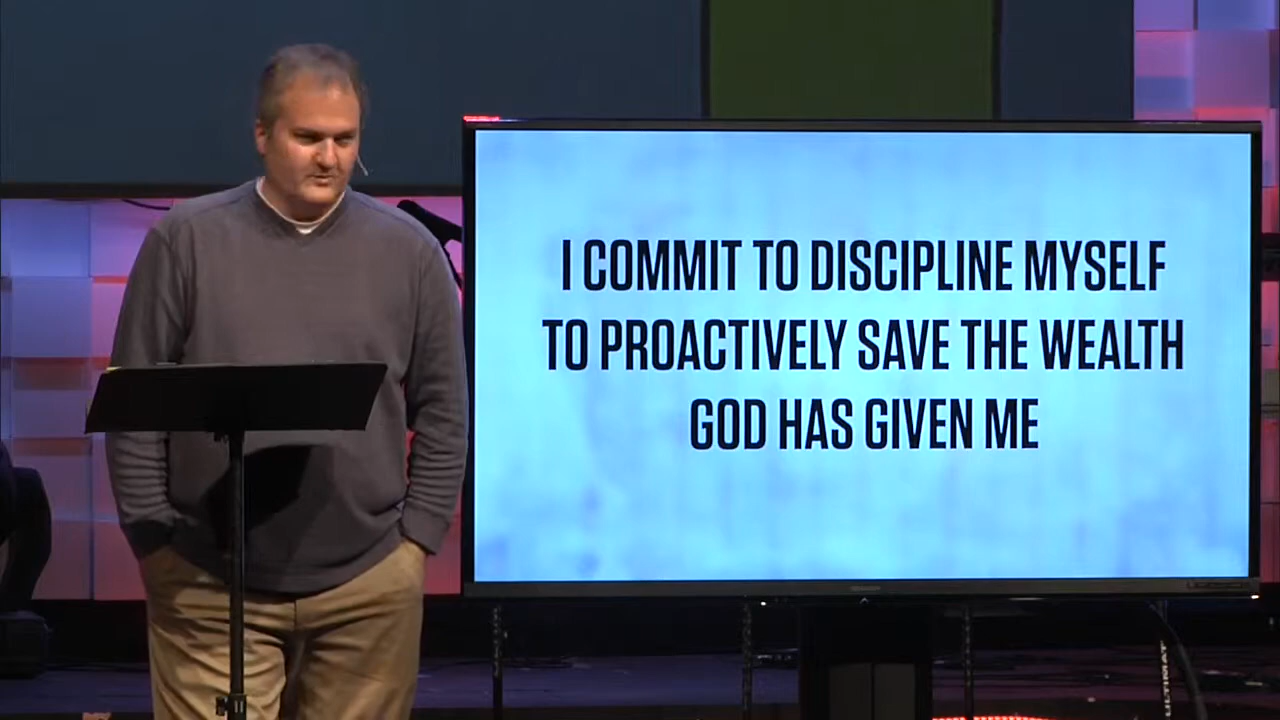 I COMMIT TO DISCIPLINE MYSELF
TO PROACTIVELY SAVE THE WEALTH
GOD HAS GIVEN ME